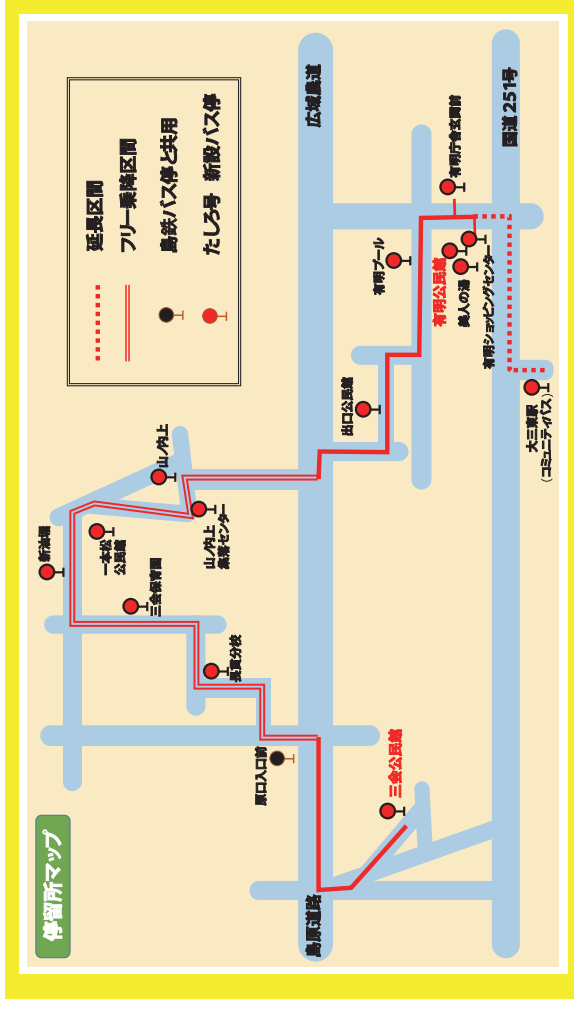 停留所マップ
延長区間
フリー乗降区間
島鉄バス停と共用
たしろ号 新設バス停
新油堀
一本松
公民館
三会保育園
山ノ内上
山ノ内上
集落センター
長貫分校
原口入口前
島原道路
広域農道
三会公民館
出口公民館
有明プール
有明公民館
有明庁舎玄関前
美人の湯
有明ショッピングセンター
国道251号
大三東駅
(コミュニティバス)